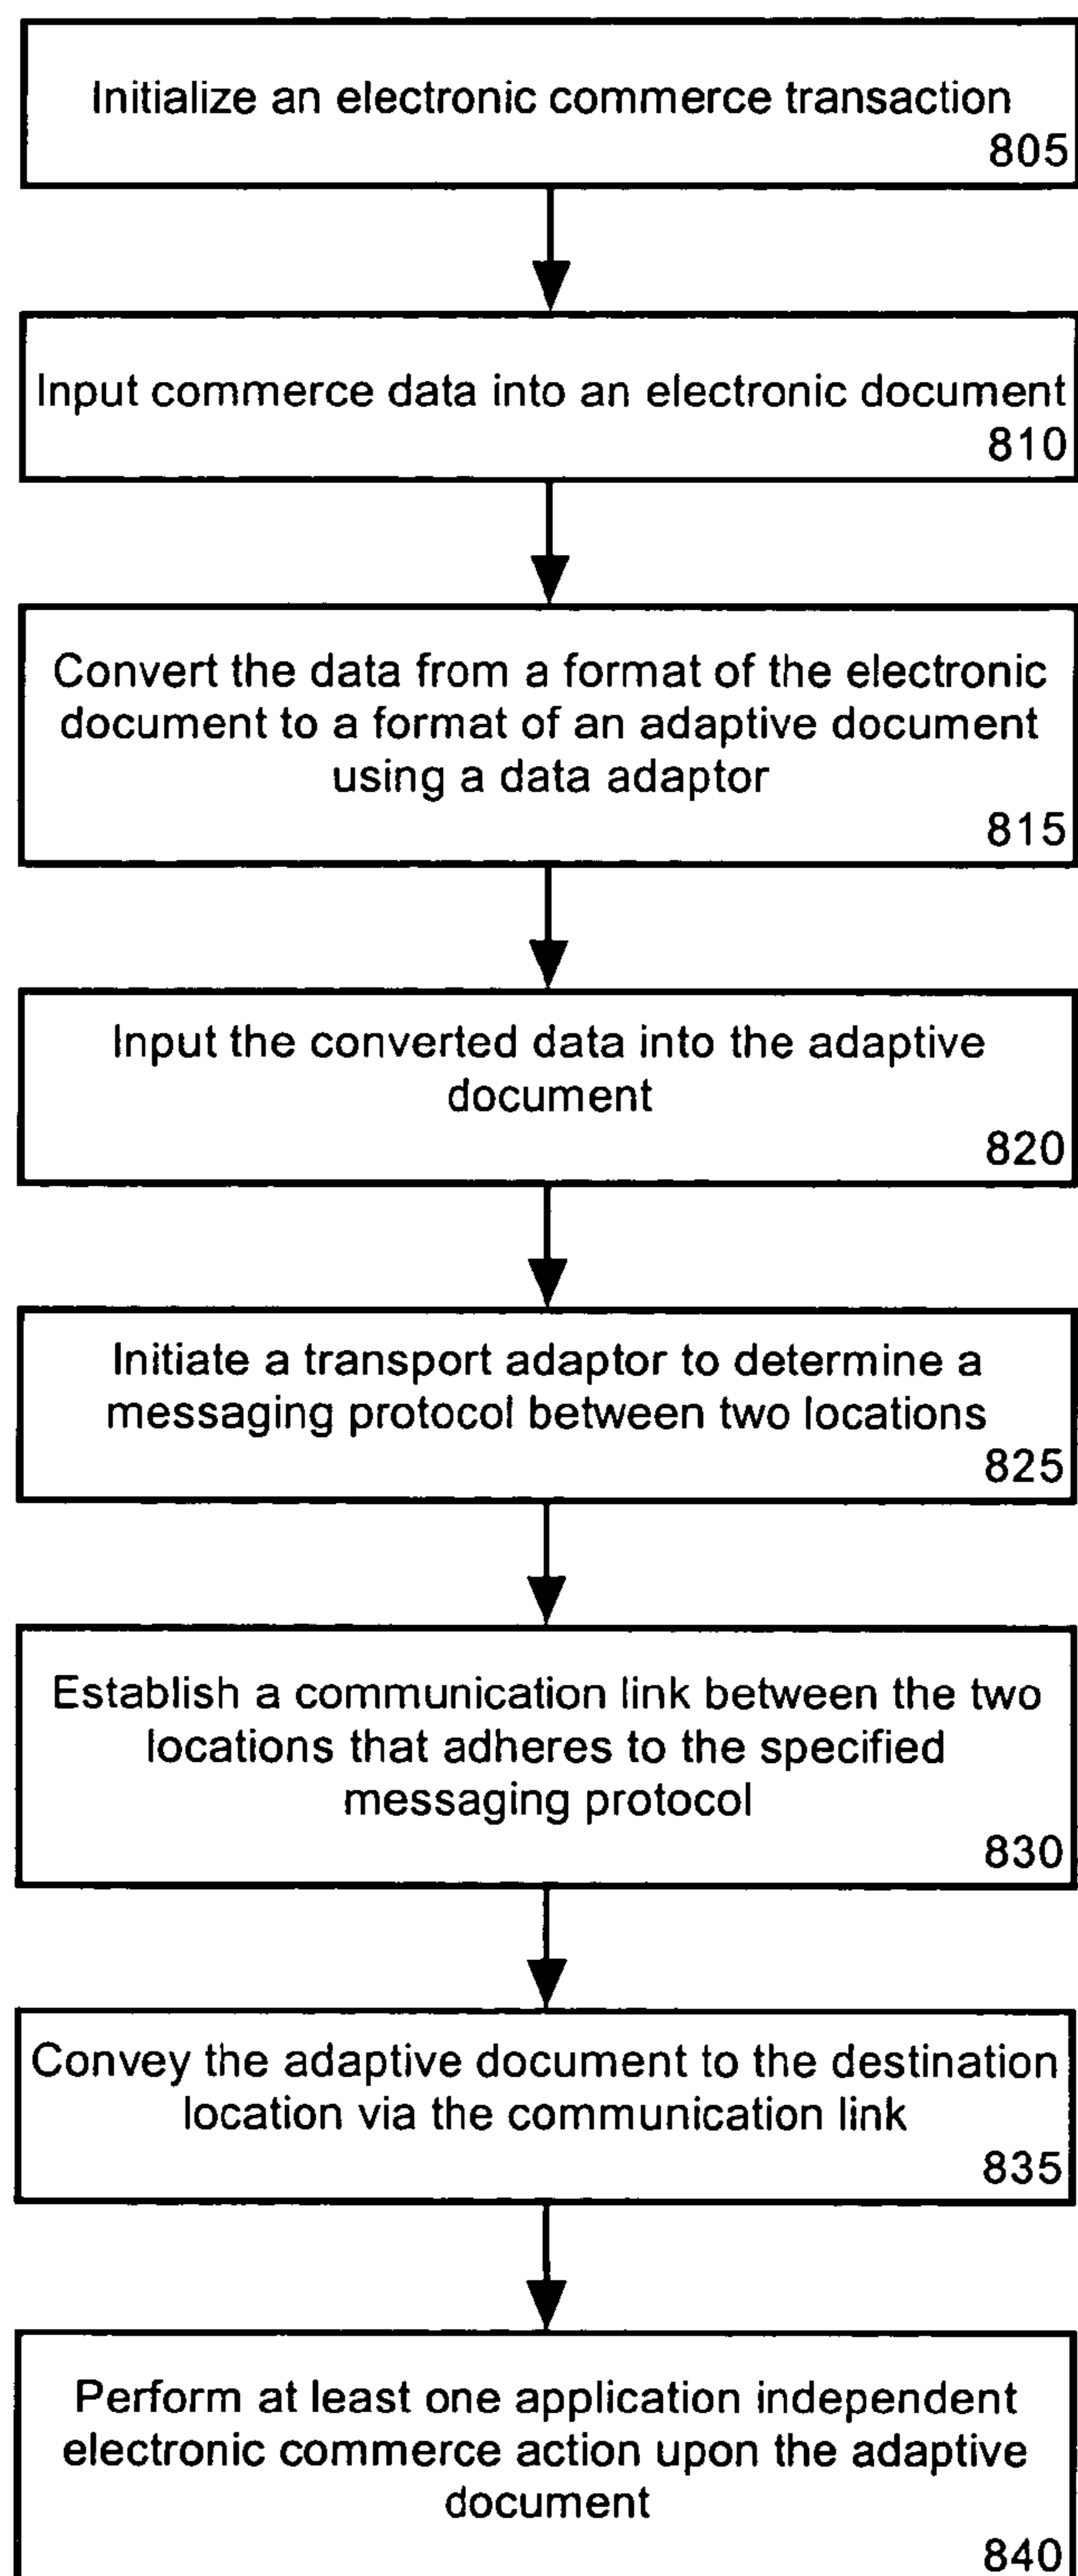 Initialize an electronic commerce transaction
805
Input commerce data into an electronic document
810
Convert the data from a format of the electronic
document to a format of an adaptive document
using a data adaptor
815
Input the converted data into the adaptive
document
820
Initiate a transport adaptor to determine a
messaging protocol between two locations
825
Establish a communication link between the two
locations that adheres to the specified
messaging protocol
830
Convey the adaptive document to the destination
location via the communication link
835
Perform at least one application independent
electronic commerce action upon the adaptive
document
840